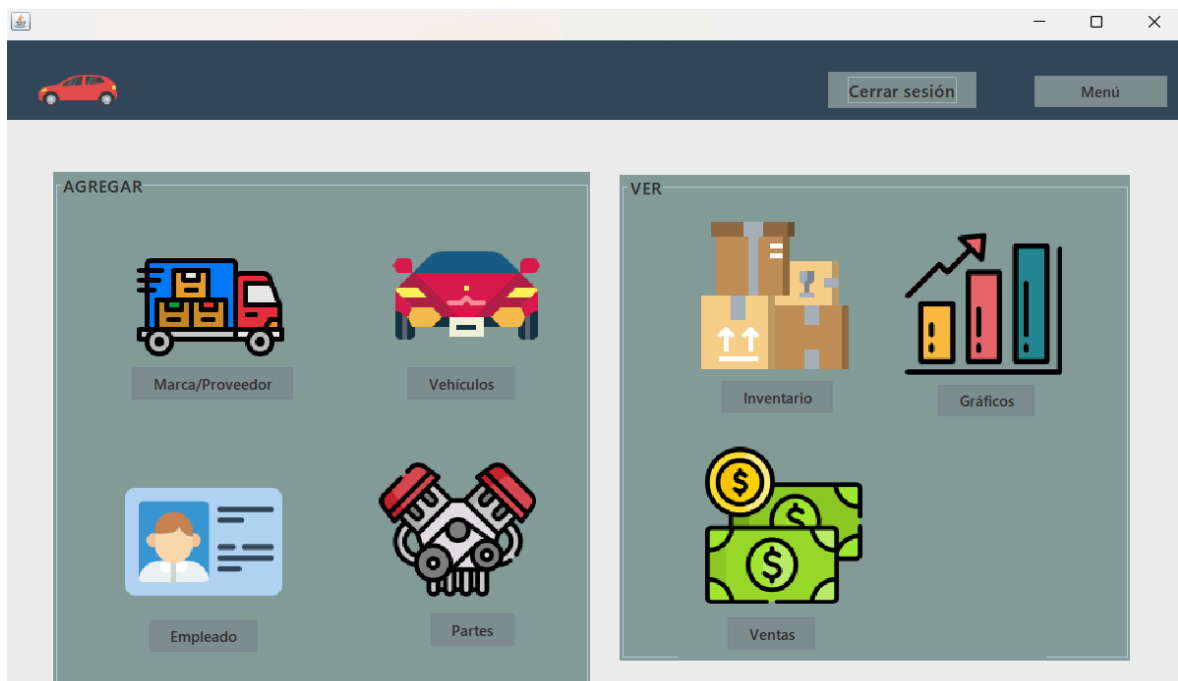 Cerrar sesión
Menú
AGREGAR
Marca/Proveedor
Vehículos
Empleado
Partes
VER
Inventario
Gráficos
Ventas